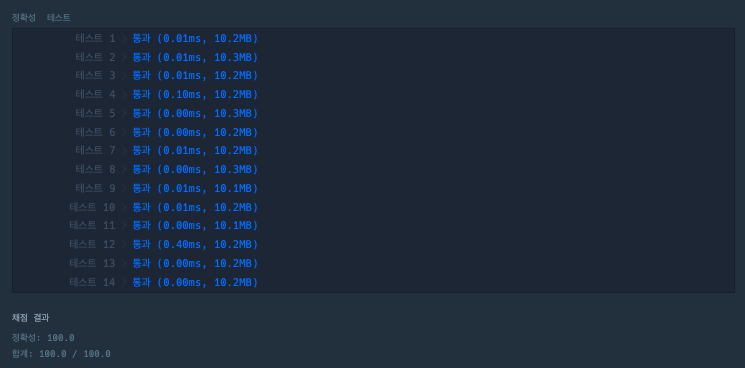 정확성  테스트
테스트 1 〉 통과 (0.01ms, 10.2MB)
테스트 2 〉 통과 (0.01ms, 10.3MB)
테스트 3 〉 통과 (0.01ms, 10.2MB)
테스트 4 〉 통과 (0.10ms, 10.2MB)
테스트 5 〉 통과 (0.00ms, 10.3MB)
테스트 6 〉 통과 (0.00ms, 10.2MB)
테스트 7 〉 통과 (0.01ms, 10.2MB)
테스트 8 〉 통과 (0.00ms, 10.3MB)
테스트 9 〉 통과 (0.01ms, 10.1MB)
테스트 10 〉 통과 (0.01ms, 10.2MB)
테스트 11 〉 통과 (0.00ms, 10.1MB)
테스트 12 〉 통과 (0.40ms, 10.2MB)
테스트 13 〉 통과 (0.00ms, 10.2MB)
테스트 14 〉 통과 (0.00ms, 10.2MB)
채점 결과
정확성: 100.0
합계: 100.0 / 100.0